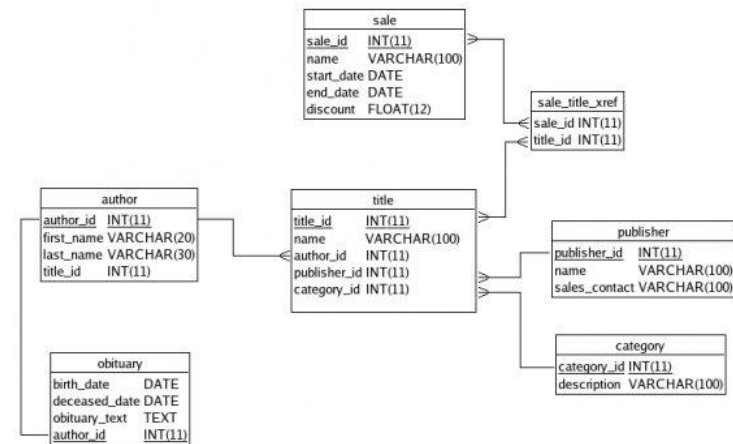 sale
sale_id INT(11)
name VARCHAR(100)
start_date DATE
end_date DATE
discount FLOAT(12)
sale_title_xref
sale_id INT(11)
title_id INT(11)
author
author_id INT(11)
first_name VARCHAR(20)
last_name VARCHAR(30)
title_id INT(11)
title
title_id INT(11)
name VARCHAR(100)
author_id INT(11)
publisher_id INT(11)
category_id INT(11)
publisher
publisher_id INT(11)
name VARCHAR(100)
sales_contact VARCHAR(100)
category
category_id INT(11)
description VARCHAR(100)
obituary
birth_date DATE
deceased_date DATE
obituary_text TEXT
author_id INT(11)